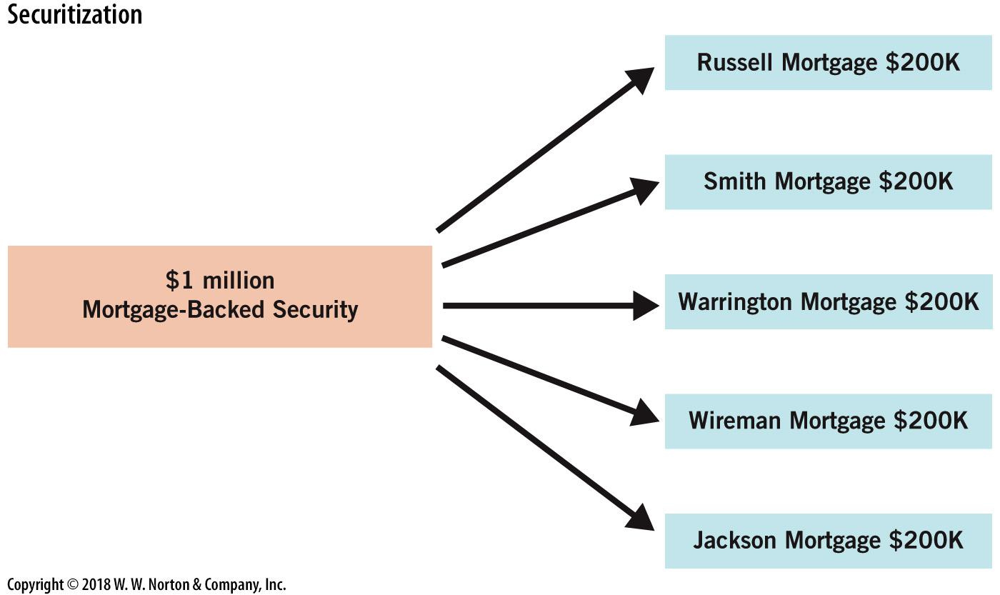 Securitization
Russell Mortgage $200K
Smith Mortgage $200K
$1 million
Mortgage-Backed Security
Warrington Mortgage $200K
Wireman Mortgage $200K
Jackson Mortgage $200K
Copyright © 2018 W. W. Norton & Company, Inc.